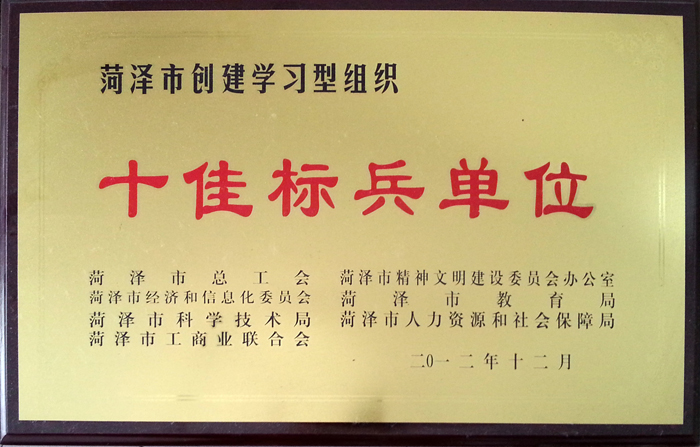 菏泽市创建学习型组织
十佳标兵单位
菏泽市总工会
菏泽市经济和信息化委员会
菏泽市科学技术局
菏泽市工商业联合会
菏泽市精神文明建设委员会办公室
菏泽市教育局
菏泽市人力资源和社会保障局
二〇一二年十二月